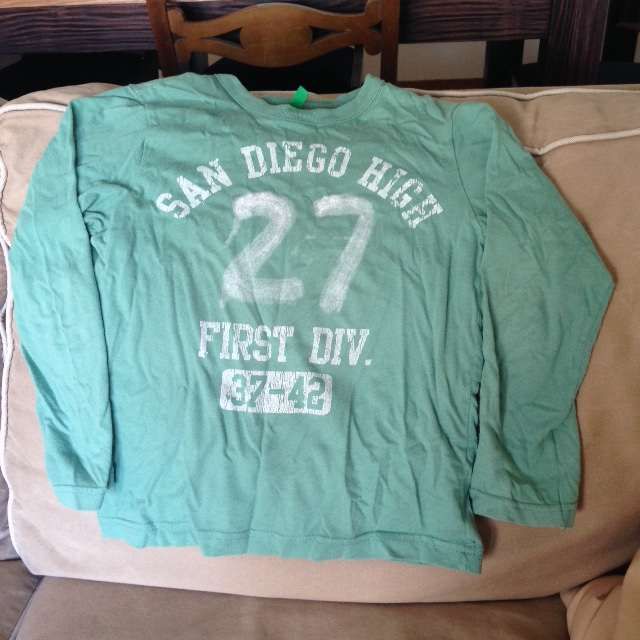 SAN DIEGO HIGH
27
FIRST DIV.
37-42